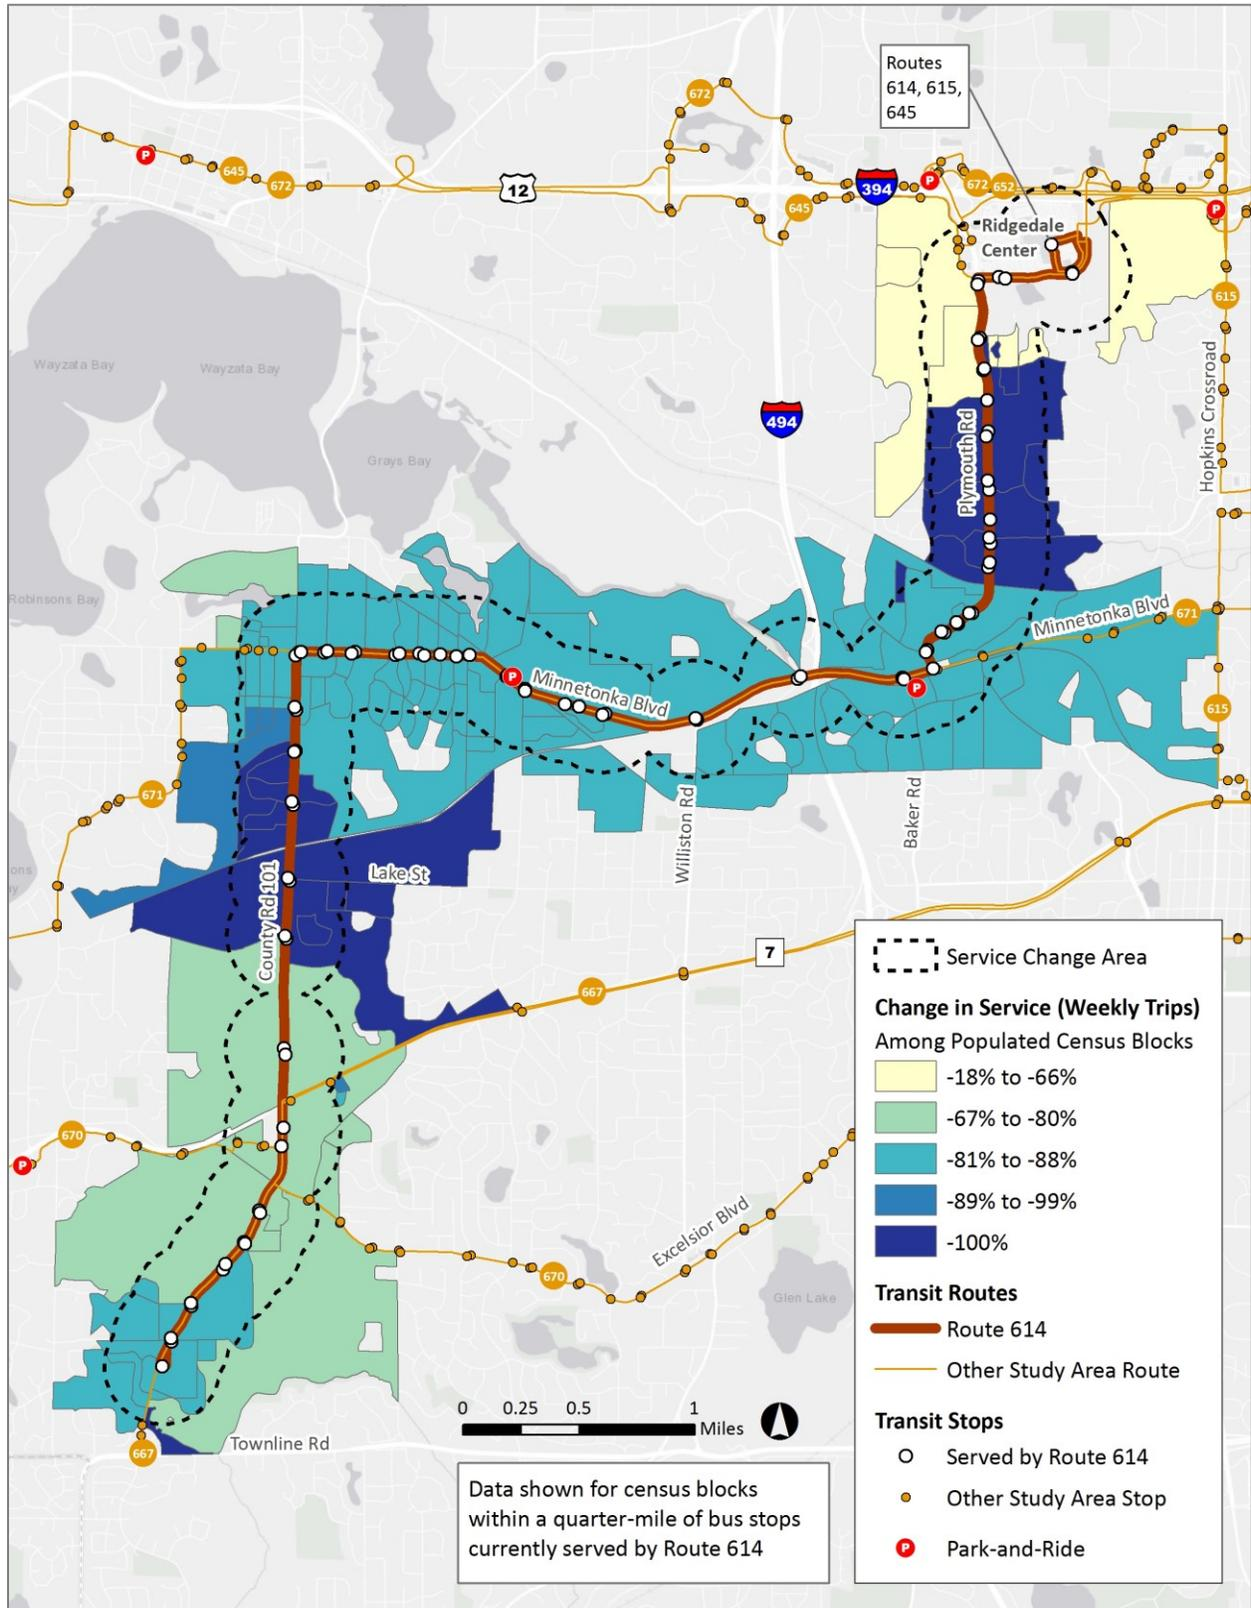 Routes
614, 615,
645
672
645
672
12
645
394
672
652
Ridgedale
Center
615
Wayzata Bay
Wayzata Bay
494
Hopkins Crossroad
Grays Bay
Plymouth Rd
Robinsons Bay
Minnetonka Blvd
671
Minnetonka Blvd
615
671
Williston Rd
Baker Rd
Lake St
County Rd 101
7
667
670
Excelsior Blvd
670
Glen Lake
667
Townline Rd
0 0.25 0.5 1
Miles
Data shown for census blocks
within a quarter-mile of bus stops
currently served by Route 614
Service Change Area
Change in Service (Weekly Trips)
Among Populated Census Blocks
-18% to -66%
-67% to -80%
-81% to -88%
-89% to -99%
-100%
Transit Routes
Route 614
Other Study Area Route
Transit Stops
Served by Route 614
Other Study Area Stop
P Park-and-Ride